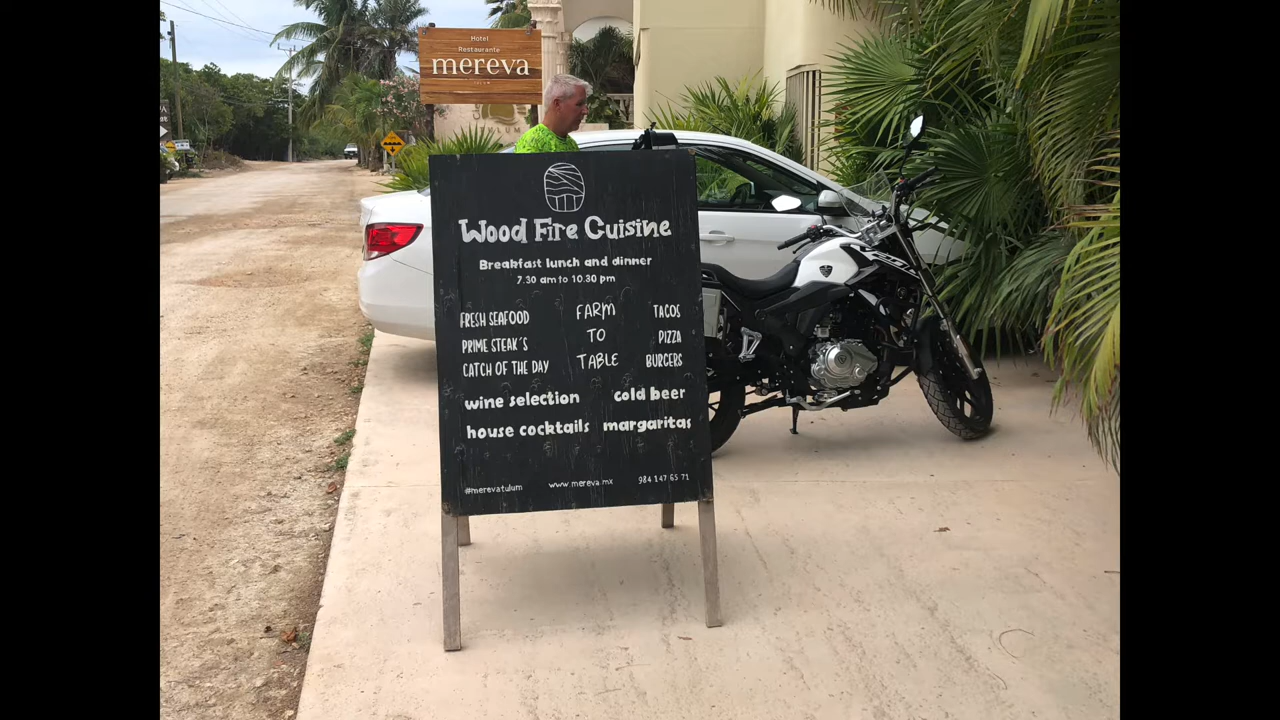 Hotel
Restaurante
mereva
TULUM
Wood Fire Cuisine
Breakfast lunch and dinner
7.30 am to 10.30 pm
FRESH SEAFOOD FARM TACOS
PRIME STEAK'S TO PIZZA
CATCH OF THE DAY TABLE BURGERS
wine selection cold beer
house cocktails margaritas
#merevatulum www.mereva.mx 984 147 65 71